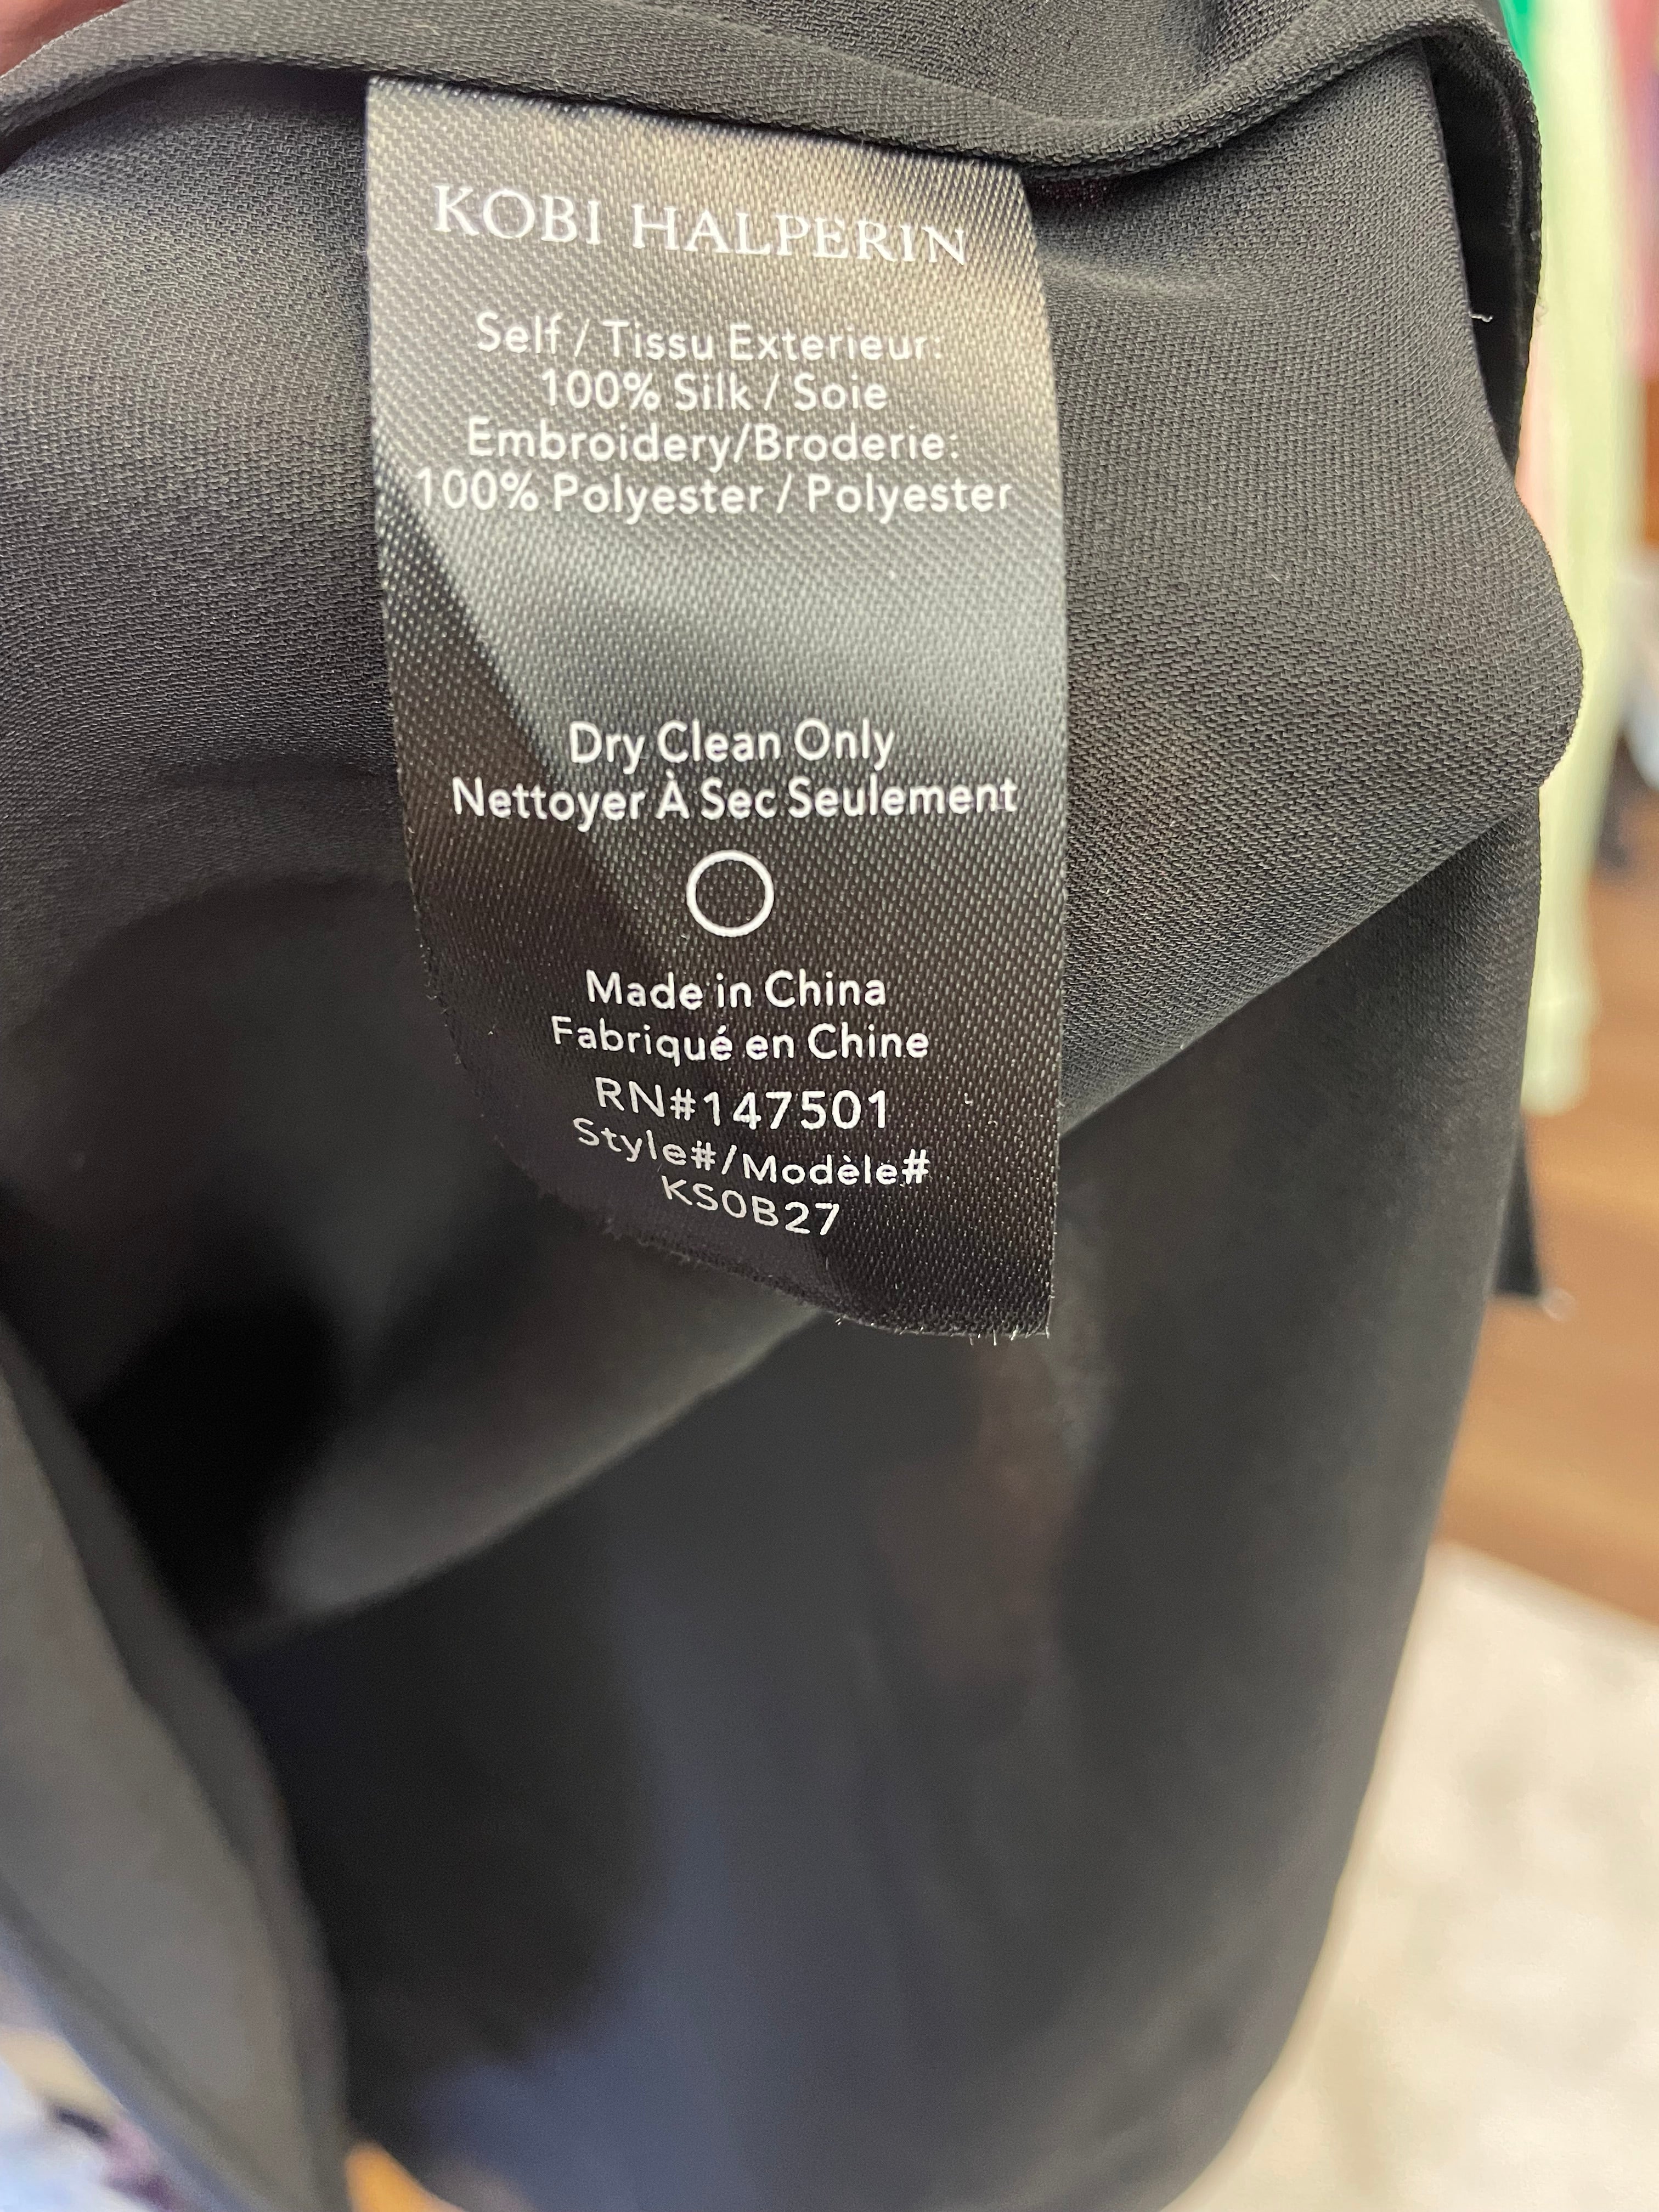 KOBI HALPERIN
Self / Tissu Exterieur:
100% Silk / Soie
Embroidery/Broderie:
100% Polyester / Polyester
Dry Clean Only
Nettoyer À Sec Seulement
Made in China
Fabriqué en Chine
RN#147501
Style#/Modèle#
KS0B27